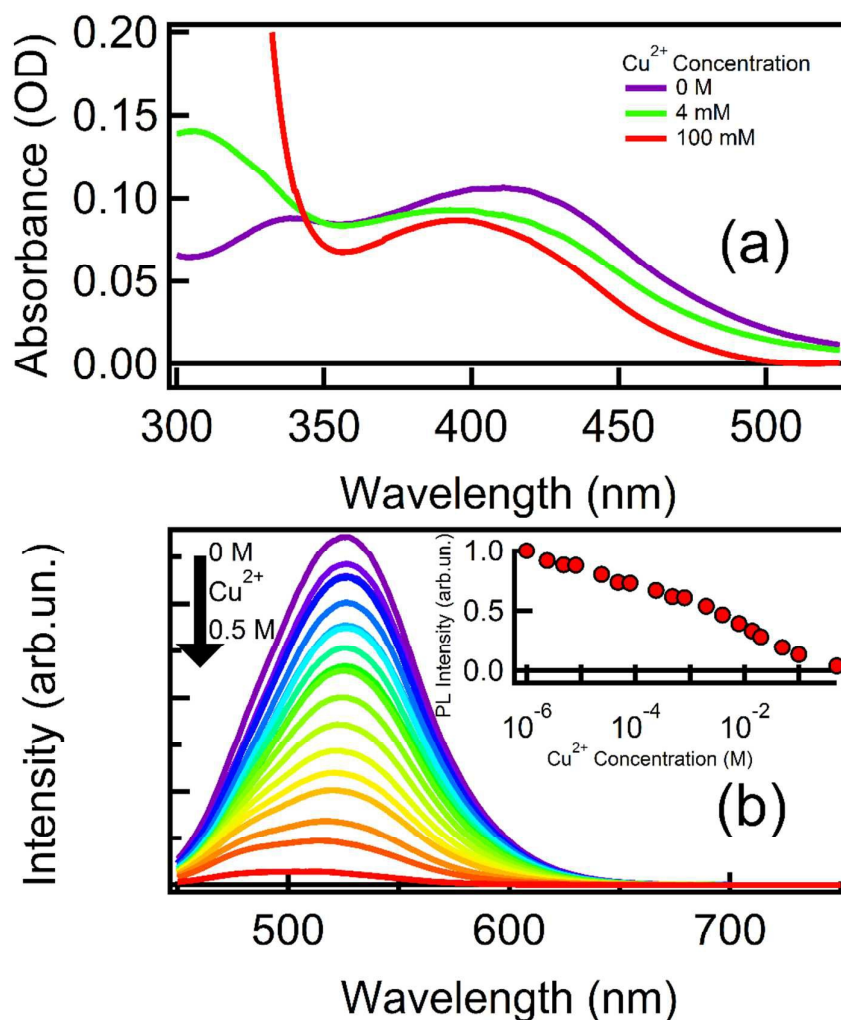 0.20
0.15
0.10
0.05
0.00
Absorbance (OD)
Cu²⁺ Concentration
0 M
4 mM
100 mM
(a)
300 350 400 450 500
Wavelength (nm)
Intensity (arb.un.)
0 M
Cu²⁺
0.5 M
PL Intensity (arb.un.)
1.0
0.5
0.0
10⁻⁶ 10⁻⁴ 10⁻²
Cu²⁺ Concentration (M)
(b)
500 600 700
Wavelength (nm)